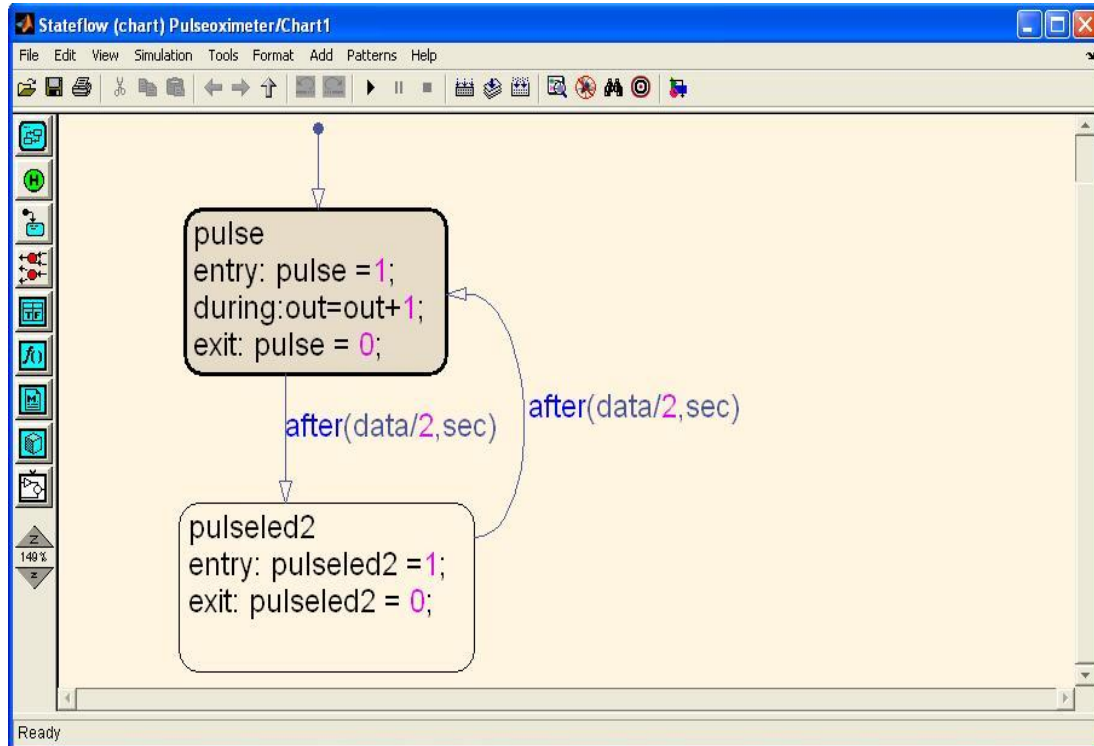 Stateflow (chart) Pulseoximeter/Chart1
File Edit View Simulation Tools Format Add Patterns Help
pulse
entry: pulse =1;
during:out=out+1;
exit: pulse = 0;
after(data/2,sec)
after(data/2,sec)
pulseled2
entry: pulseled2 =1;
exit: pulseled2 = 0;
H
TF
f()
M
Z
149%
z
Ready